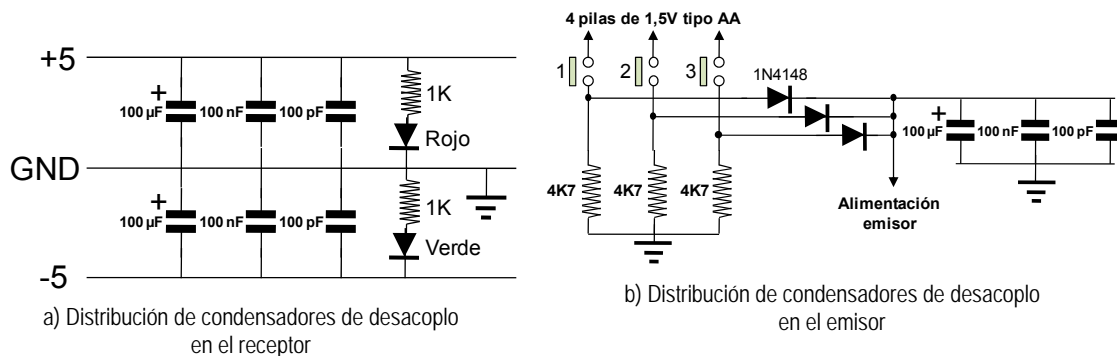 +5
+
100 µF
100 nF
100 pF
1K
Rojo
GND
+
100 µF
100 nF
100 pF
1K
Verde
-5
a) Distribución de condensadores de desacoplo
en el receptor
4 pilas de 1,5V tipo AA
1
2
3
1N4148
+
100 µF
100 nF
100 pF
4K7
4K7
4K7
Alimentación
emisor
b) Distribución de condensadores de desacoplo
en el emisor